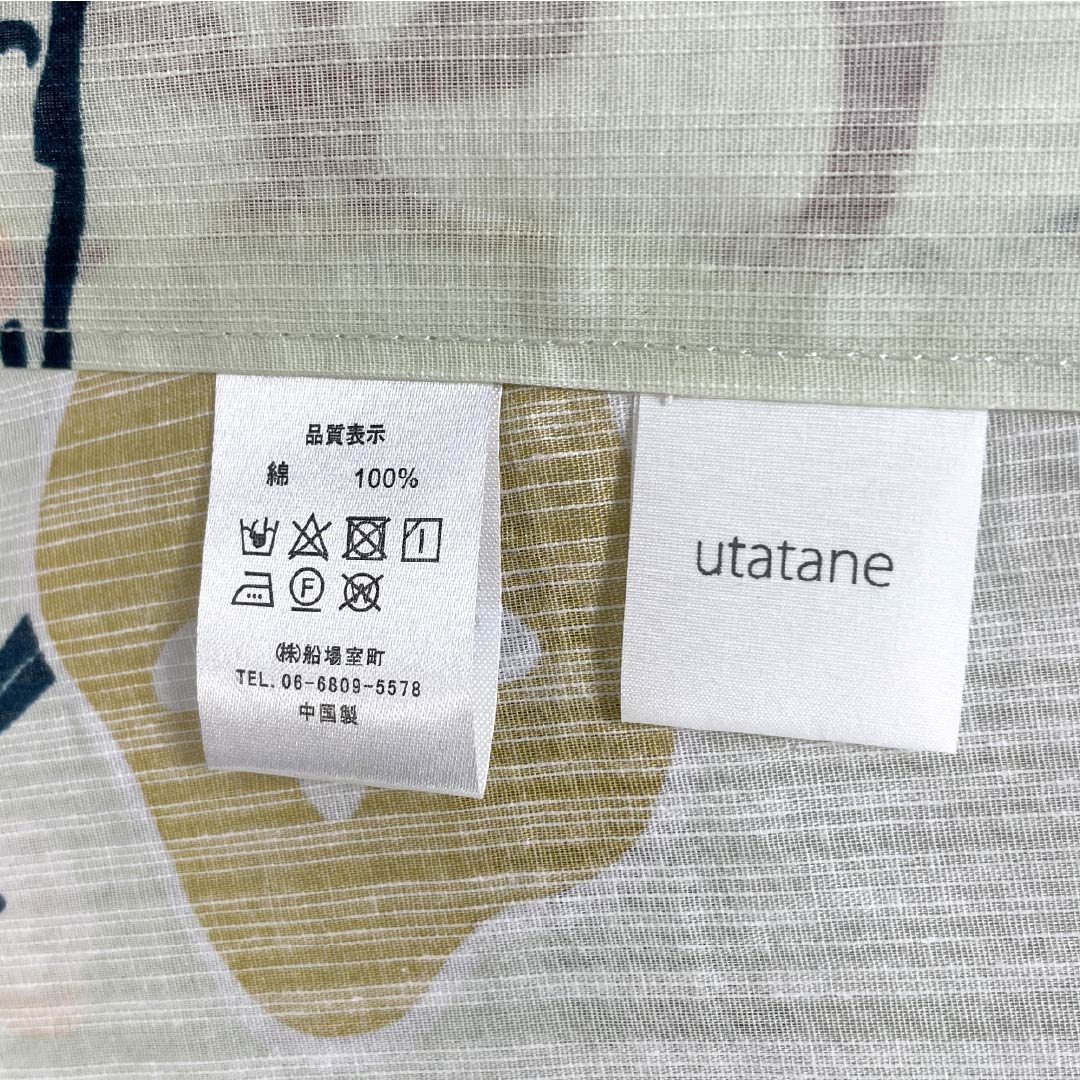 品質表示
綿 100%
F
W
㈱船場室町
TEL. 06-6809-5578
中国製
utatane